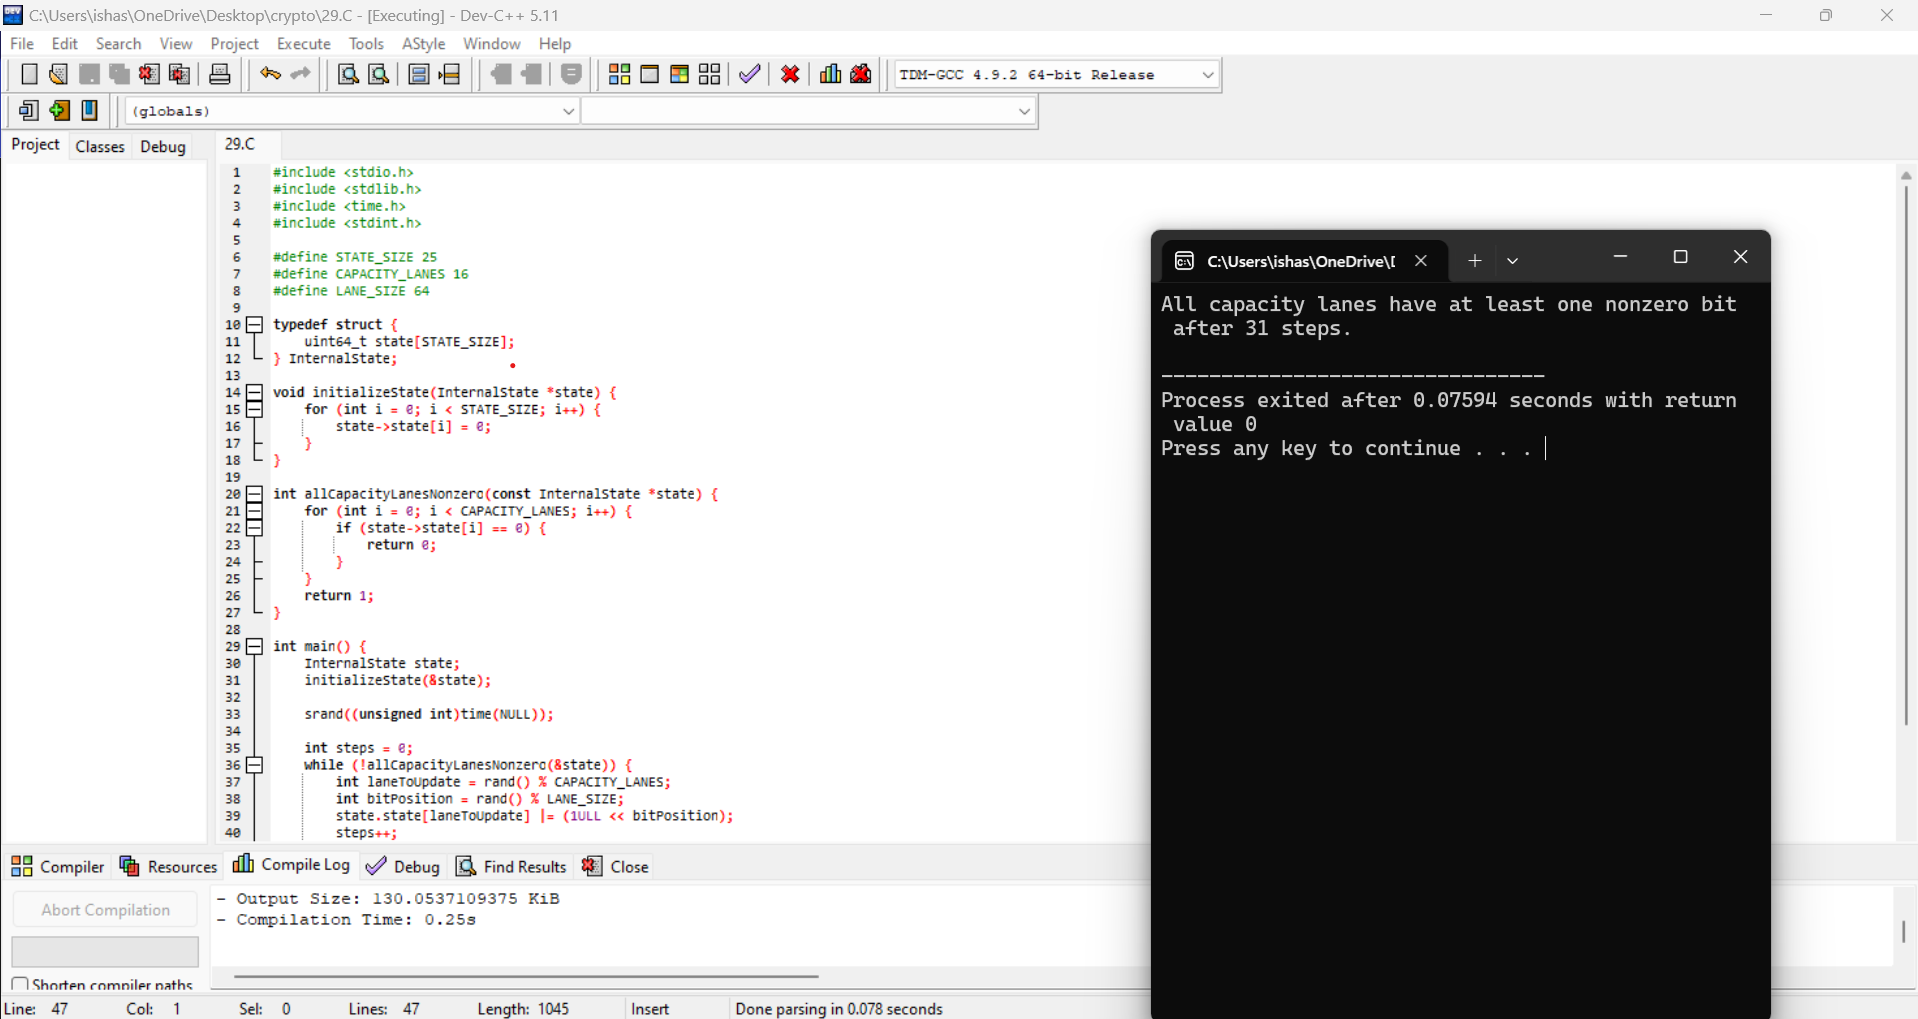 C:\Users\ishas\OneDrive\Desktop\crypto\29.C - [Executing] - Dev-C++ 5.11
File Edit Search View Project Execute Tools AStyle Window Help
TDM-GCC 4.9.2 64-bit Release
(globals)
Project Classes Debug
29.C
1 #include <stdio.h>
2 #include <stdlib.h>
3 #include <time.h>
4 #include <stdint.h>
5
6 #define STATE_SIZE 25
7 #define CAPACITY_LANES 16
8 #define LANE_SIZE 64
9
10 typedef struct {
11 uint64_t state[STATE_SIZE];
12 } InternalState;
13
14 void initializeState(InternalState *state) {
15 for (int i = 0; i < STATE_SIZE; i++) {
16 state->state[i] = 0;
17 }
18 }
19
20 int allCapacityLanesNonzero(const InternalState *state) {
21 for (int i = 0; i < CAPACITY_LANES; i++) {
22 if (state->state[i] == 0) {
23 return 0;
24 }
25 }
26 return 1;
27 }
28
29 int main() {
30 InternalState state;
31 initializeState(&state);
32
33 srand((unsigned int)time(NULL));
34
35 int steps = 0;
36 while (!allCapacityLanesNonzero(&state)) {
37 int laneToUpdate = rand() % CAPACITY_LANES;
38 int bitPosition = rand() % LANE_SIZE;
39 state.state[laneToUpdate] |= (1ULL << bitPosition);
40 steps++;
C:\Users\ishas\OneDrive\
All capacity lanes have at least one nonzero bit
after 31 steps.
--------------------------------
Process exited after 0.07594 seconds with return
value 0
Press any key to continue . . .
Compiler Resources Compile Log Debug Find Results Close
Abort Compilation
- Output Size: 130.0537109375 KiB
- Compilation Time: 0.25s
Shorten compiler paths
Line: 47 Col: 1 Sel: 0 Lines: 47 Length: 1045 Insert Done parsing in 0.078 seconds